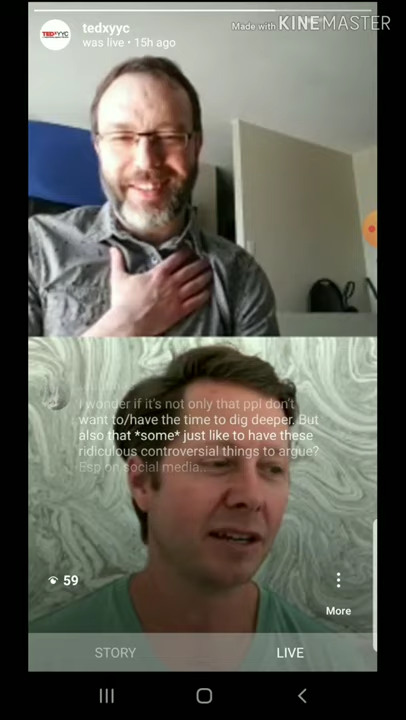 tedxyyc
was live • 15h ago
Made with KINEMASTER
TEDxYYC
I wonder if it's not only that ppl don't
want to/have the time to dig deeper. But
also that *some* just like to have these
ridiculous controversial things to argue?
Esp on social media..
59
More
STORY
LIVE